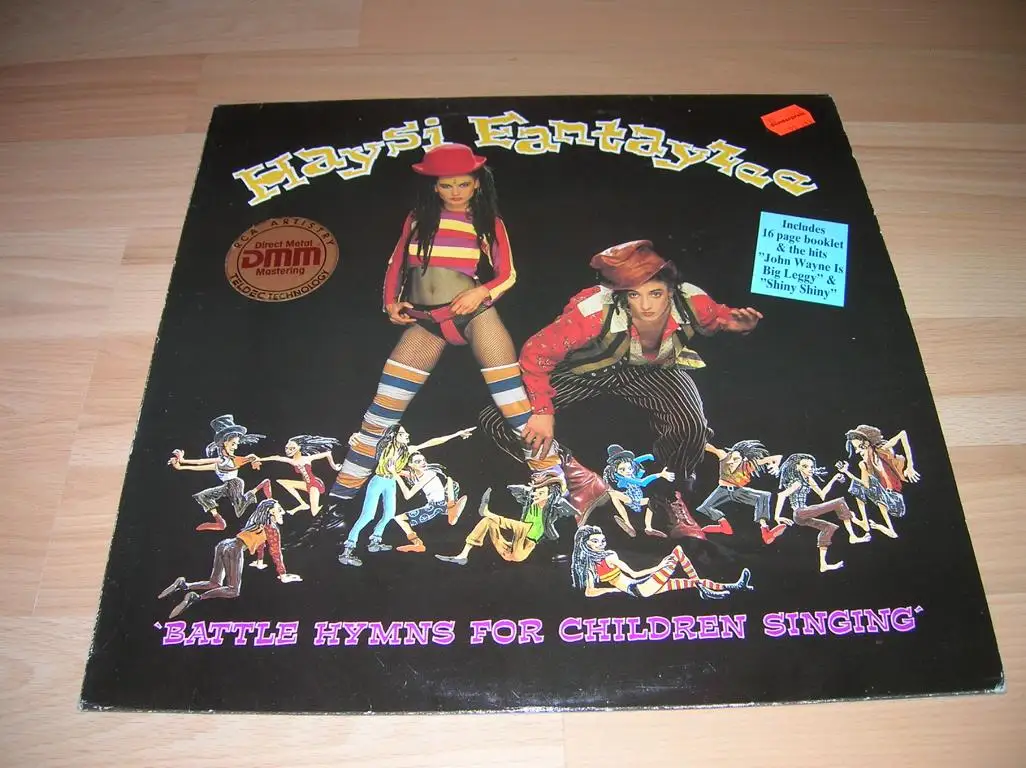 Haysi Fantayzee
RCA ARTISTRY
Direct Metal
DMM
Mastering
TELDEC TECHNOLOGY
Includes
16 page booklet
& the hits
"John Wayne Is
Big Leggy" &
"Shiny Shiny"
`BATTLE HYMNS FOR CHILDREN SINGING´